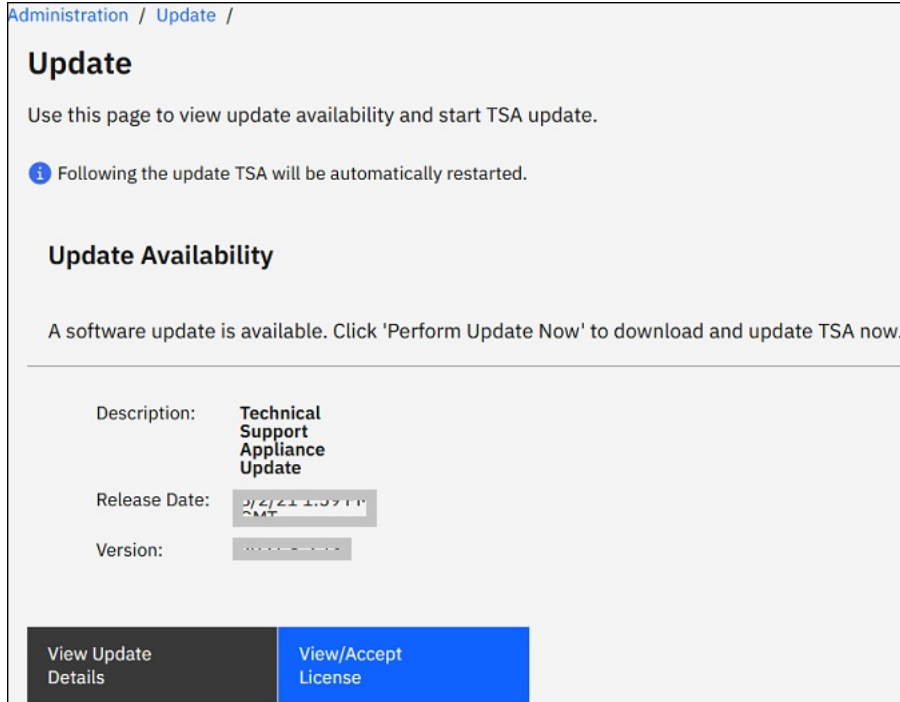 Administration / Update /
Update
Use this page to view update availability and start TSA update.
Following the update TSA will be automatically restarted.
Update Availability
A software update is available. Click 'Perform Update Now' to download and update TSA now.
Description: Technical
Support
Appliance
Update
Release Date:
Version:
View Update
Details
View/Accept
License